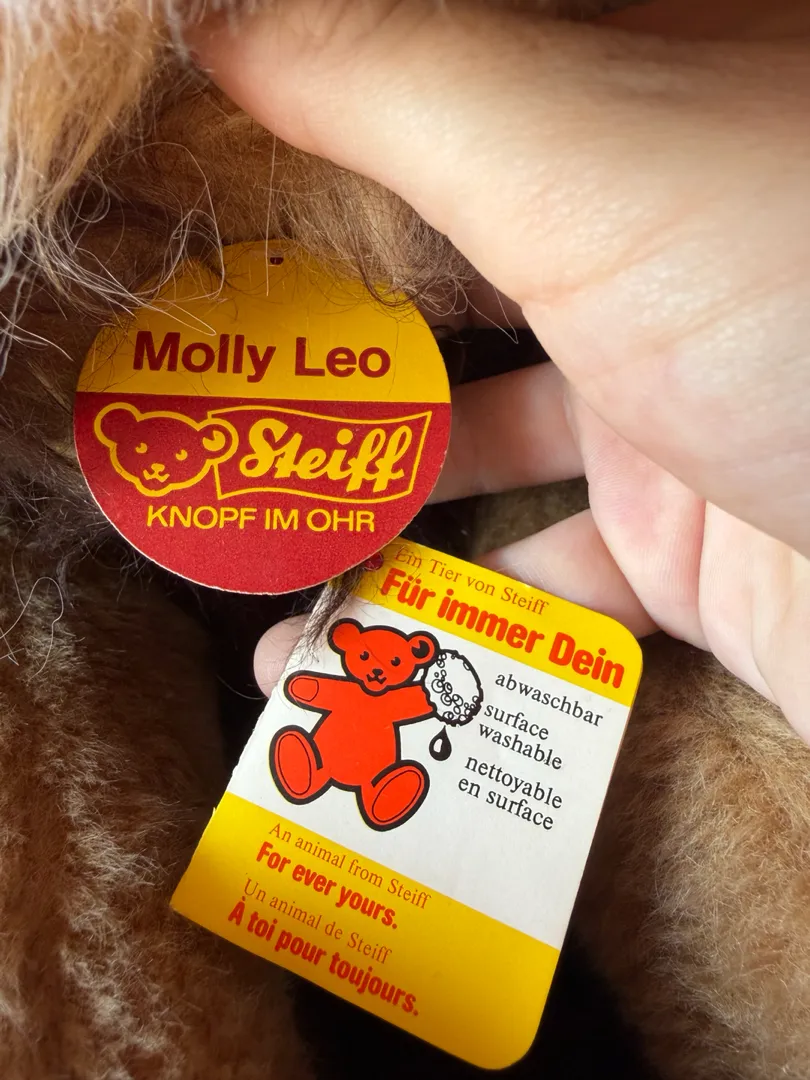 Molly Leo
Steiff
KNOPF IM OHR
Ein Tier von Steiff
Für immer Dein
abwaschbar
surface
washable
nettoyable
en surface
An animal from Steiff
For ever yours.
Un animal de Steiff
À toi pour toujours.